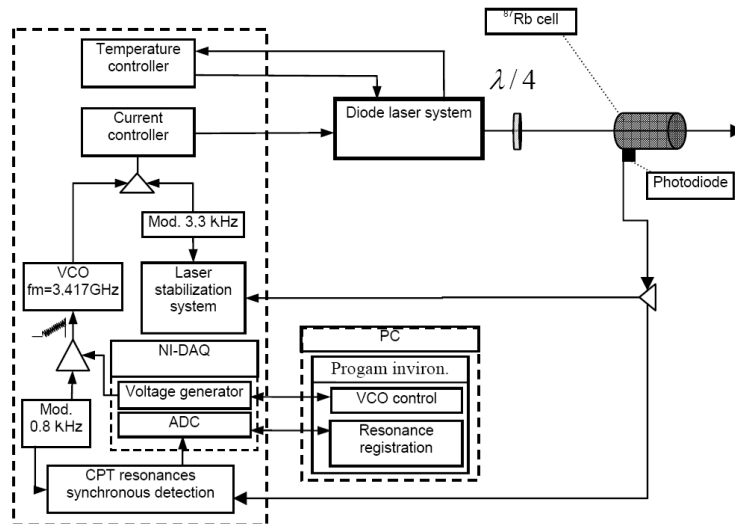 ⁸⁷Rb cell
Temperature
controller
λ/4
Current
controller
Diode laser system
Photodiode
Mod. 3,3 KHz
VCO
fm=3,417GHz
Laser
stabilization
system
PC
NI-DAQ
Progam inviron.
Voltage generator
VCO control
Mod.
0.8 KHz
ADC
Resonance
registration
CPT resonances
synchronous detection